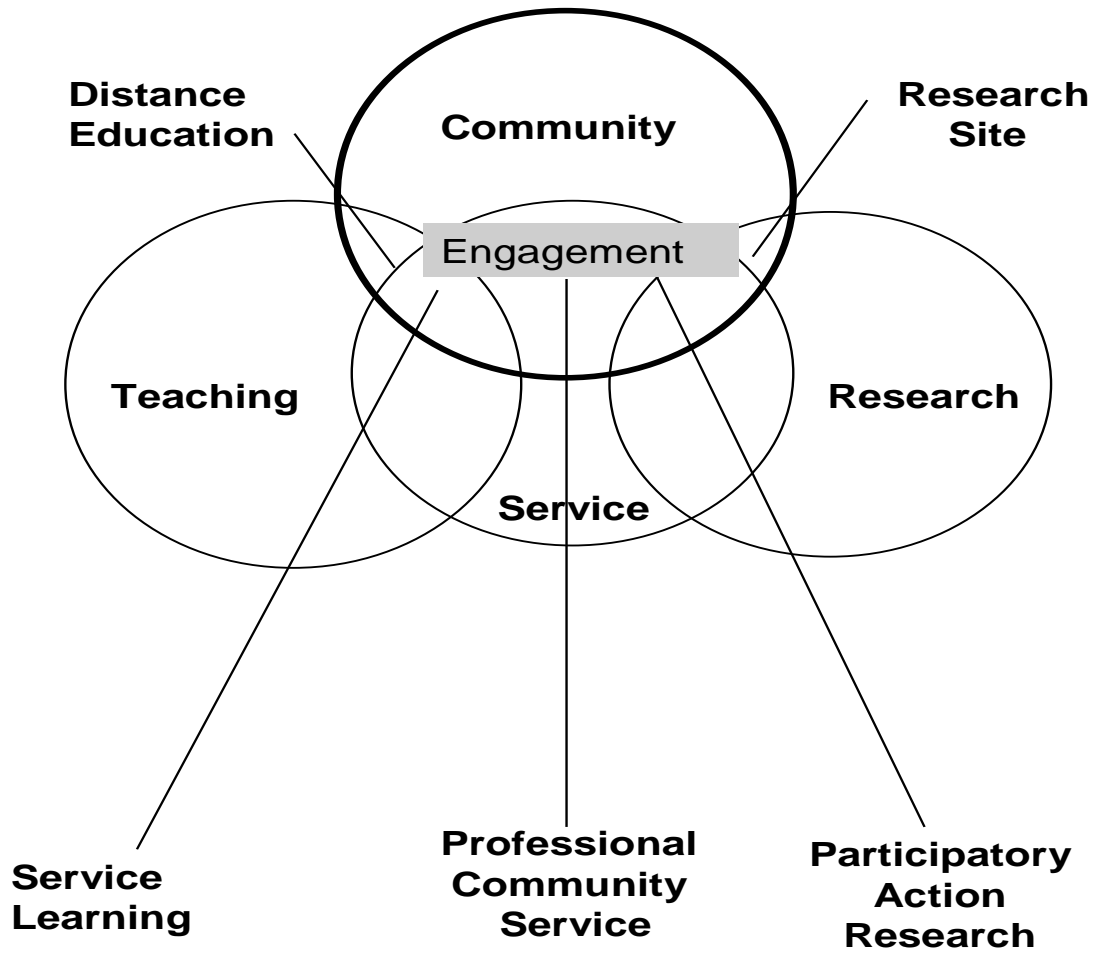 Distance
Education
Community
Research
Site
Engagement
Teaching
Research
Service
Service
Learning
Professional
Community
Service
Participatory
Action
Research